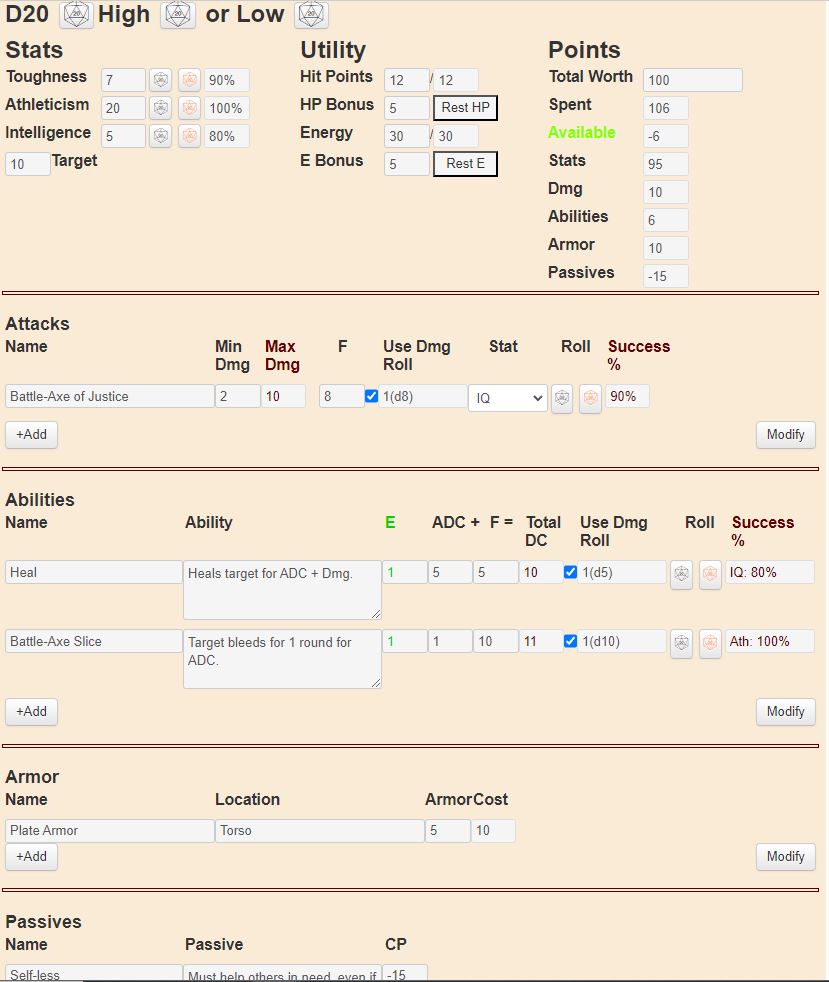 D20 High or Low
Stats
Toughness 7 90%
Athleticism 20 100%
Intelligence 5 80%
10 Target
Utility
Hit Points 12 / 12
HP Bonus 5 Rest HP
Energy 30 / 30
E Bonus 5 Rest E
Points
Total Worth 100
Spent 106
Available -6
Stats 95
Dmg 10
Abilities 6
Armor 10
Passives -15
Attacks
Name Min Max F Use Dmg Stat Roll Success
Dmg Dmg Roll %
Battle-Axe of Justice 2 10 8 1(d8) IQ 90%
+Add Modify
Abilities
Name Ability E ADC + F = Total Use Dmg Roll Success
DC Roll %
Heal Heals target for ADC + Dmg. 1 5 5 10 1(d5) IQ: 80%
Battle-Axe Slice Target bleeds for 1 round for 1 1 10 11 1(d10) Ath: 100%
ADC.
+Add Modify
Armor
Name Location ArmorCost
Plate Armor Torso 5 10
+Add Modify
Passives
Name Passive CP
Self-less Must help others in need, even if -15